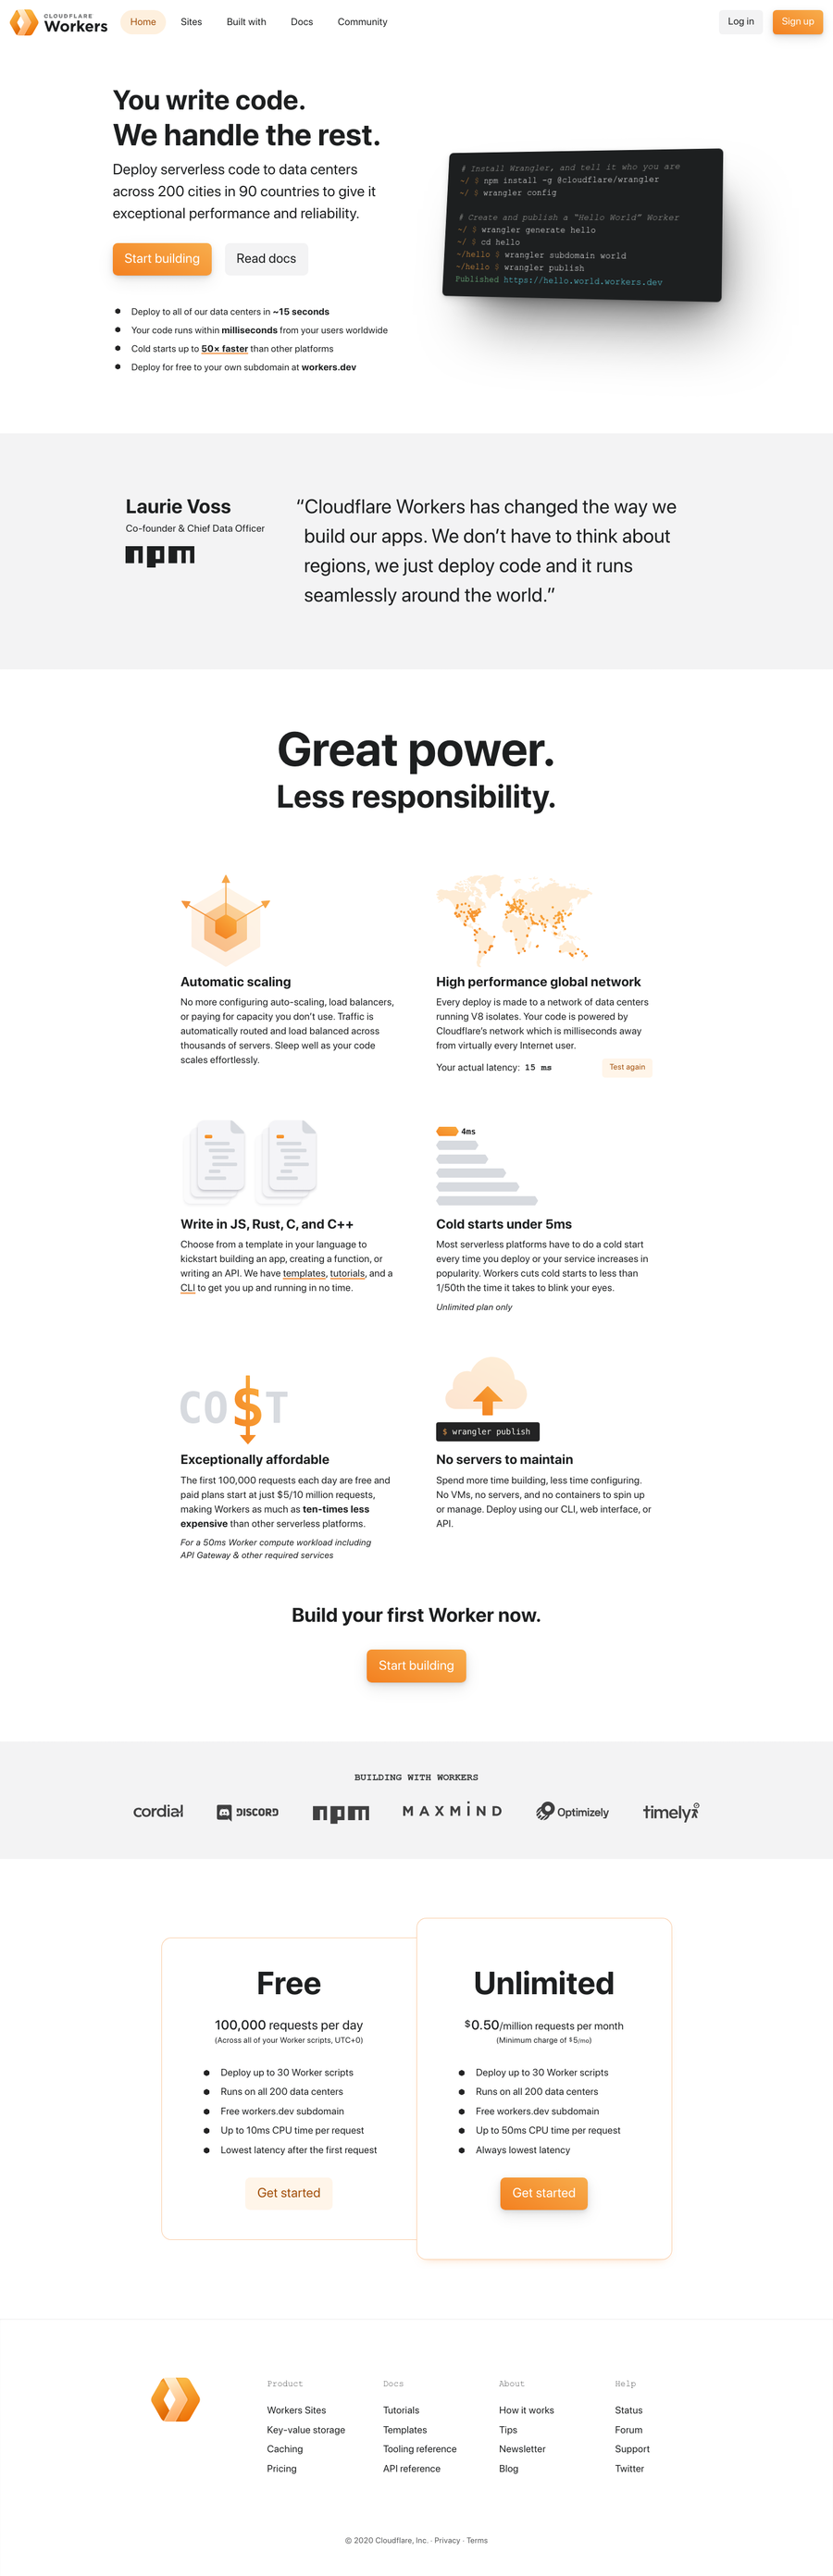 CLOUDFLARE
Workers
Home
Sites
Built with
Docs
Community
Log in
Sign up
You write code.
We handle the rest.
Deploy serverless code to data centers
across 200 cities in 90 countries to give it
exceptional performance and reliability.
Start building
Read docs
Deploy to all of our data centers in ~15 seconds
Your code runs within milliseconds from your users worldwide
Cold starts up to 50× faster than other platforms
Deploy for free to your own subdomain at workers.dev
# Install Wrangler, and tell it who you are
~/ $ npm install -g @cloudflare/wrangler
~/ $ wrangler config
# Create and publish a "Hello World" Worker
~/ $ wrangler generate hello
~/ $ cd hello
~/hello $ wrangler subdomain world
~/hello $ wrangler publish
Published https://hello.world.workers.dev
Laurie Voss
Co-founder & Chief Data Officer
npm
“Cloudflare Workers has changed the way we
build our apps. We don’t have to think about
regions, we just deploy code and it runs
seamlessly around the world.”
Great power.
Less responsibility.
Automatic scaling
No more configuring auto-scaling, load balancers,
or paying for capacity you don’t use. Traffic is
automatically routed and load balanced across
thousands of servers. Sleep well as your code
scales effortlessly.
High performance global network
Every deploy is made to a network of data centers
running V8 isolates. Your code is powered by
Cloudflare’s network which is milliseconds away
from virtually every Internet user.
Your actual latency: 15 ms
Test again
Write in JS, Rust, C, and C++
Choose from a template in your language to
kickstart building an app, creating a function, or
writing an API. We have templates, tutorials, and a
CLI to get you up and running in no time.
4ms
Cold starts under 5ms
Most serverless platforms have to do a cold start
every time you deploy or your service increases in
popularity. Workers cuts cold starts to less than
1/50th the time it takes to blink your eyes.
Unlimited plan only
CO$T
Exceptionally affordable
The first 100,000 requests each day are free and
paid plans start at just $5/10 million requests,
making Workers as much as ten-times less
expensive than other serverless platforms.
For a 50ms Worker compute workload including
API Gateway & other required services
$ wrangler publish
No servers to maintain
Spend more time building, less time configuring.
No VMs, no servers, and no containers to spin up
or manage. Deploy using our CLI, web interface, or
API.
Build your first Worker now.
Start building
BUILDING WITH WORKERS
cordial
DISCORD
npm
MAXMIND
Optimizely
timely
Free
100,000 requests per day
(Across all of your Worker scripts, UTC+0)
Deploy up to 30 Worker scripts
Runs on all 200 data centers
Free workers.dev subdomain
Up to 10ms CPU time per request
Lowest latency after the first request
Get started
Unlimited
$0.50/million requests per month
(Minimum charge of $5/mo)
Deploy up to 30 Worker scripts
Runs on all 200 data centers
Free workers.dev subdomain
Up to 50ms CPU time per request
Always lowest latency
Get started
Product
Workers Sites
Key-value storage
Caching
Pricing
Docs
Tutorials
Templates
Tooling reference
API reference
About
How it works
Tips
Newsletter
Blog
Help
Status
Forum
Support
Twitter
© 2020 Cloudflare, Inc. · Privacy · Terms